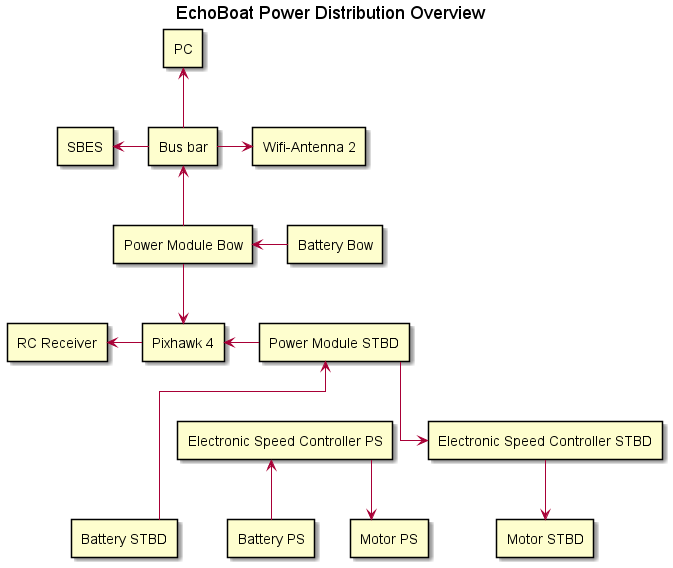 EchoBoat Power Distribution Overview
PC
SBES
Bus bar
Wifi-Antenna 2
Power Module Bow
Battery Bow
RC Receiver
Pixhawk 4
Power Module STBD
Electronic Speed Controller PS
Electronic Speed Controller STBD
Battery STBD
Battery PS
Motor PS
Motor STBD